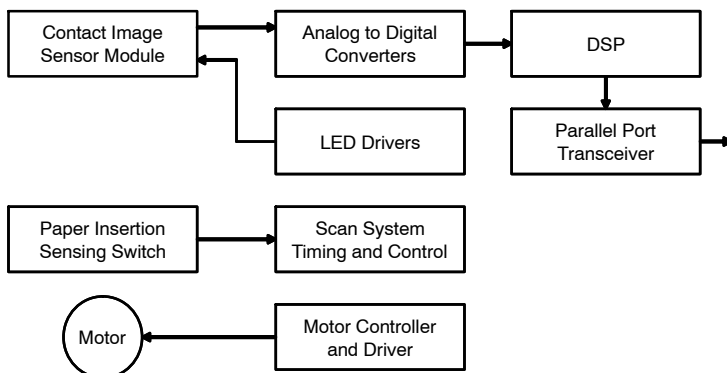 Contact Image
Sensor Module
Analog to Digital
Converters
DSP
LED Drivers
Parallel Port
Transceiver
Paper Insertion
Sensing Switch
Scan System
Timing and Control
Motor
Motor Controller
and Driver